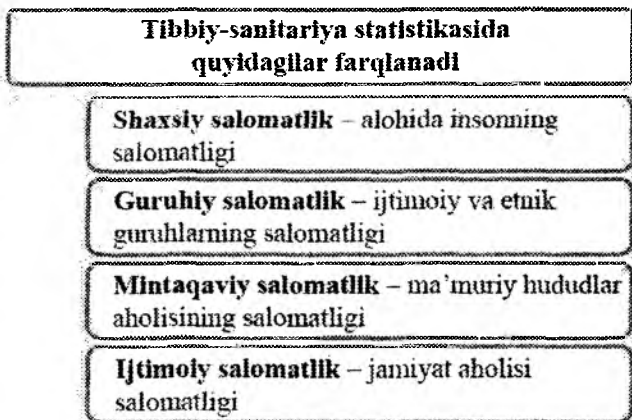 Tibbiy-sanitariya statistikasida
quyidagilar farqlanadi
Shaxsiy salomatlik – alohida insonning
salomatligi
Guruhiy salomatlik – ijtimoiy va etnik
guruhlarning salomatligi
Mintaqaviy salomatlik – ma’muriy hududlar
aholisining salomatligi
Ijtimoiy salomatlik – jamiyat aholisi
salomatligi